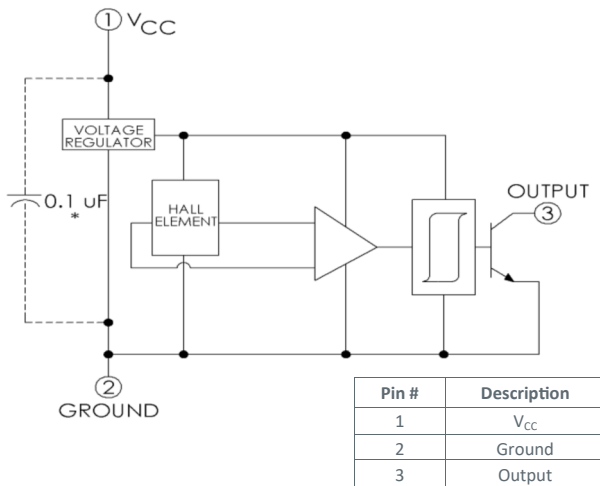 1 VCC
VOLTAGE
REGULATOR
0.1 uF
*
HALL
ELEMENT
OUTPUT
3
2
GROUND
Pin # Description
1 VCC
2 Ground
3 Output